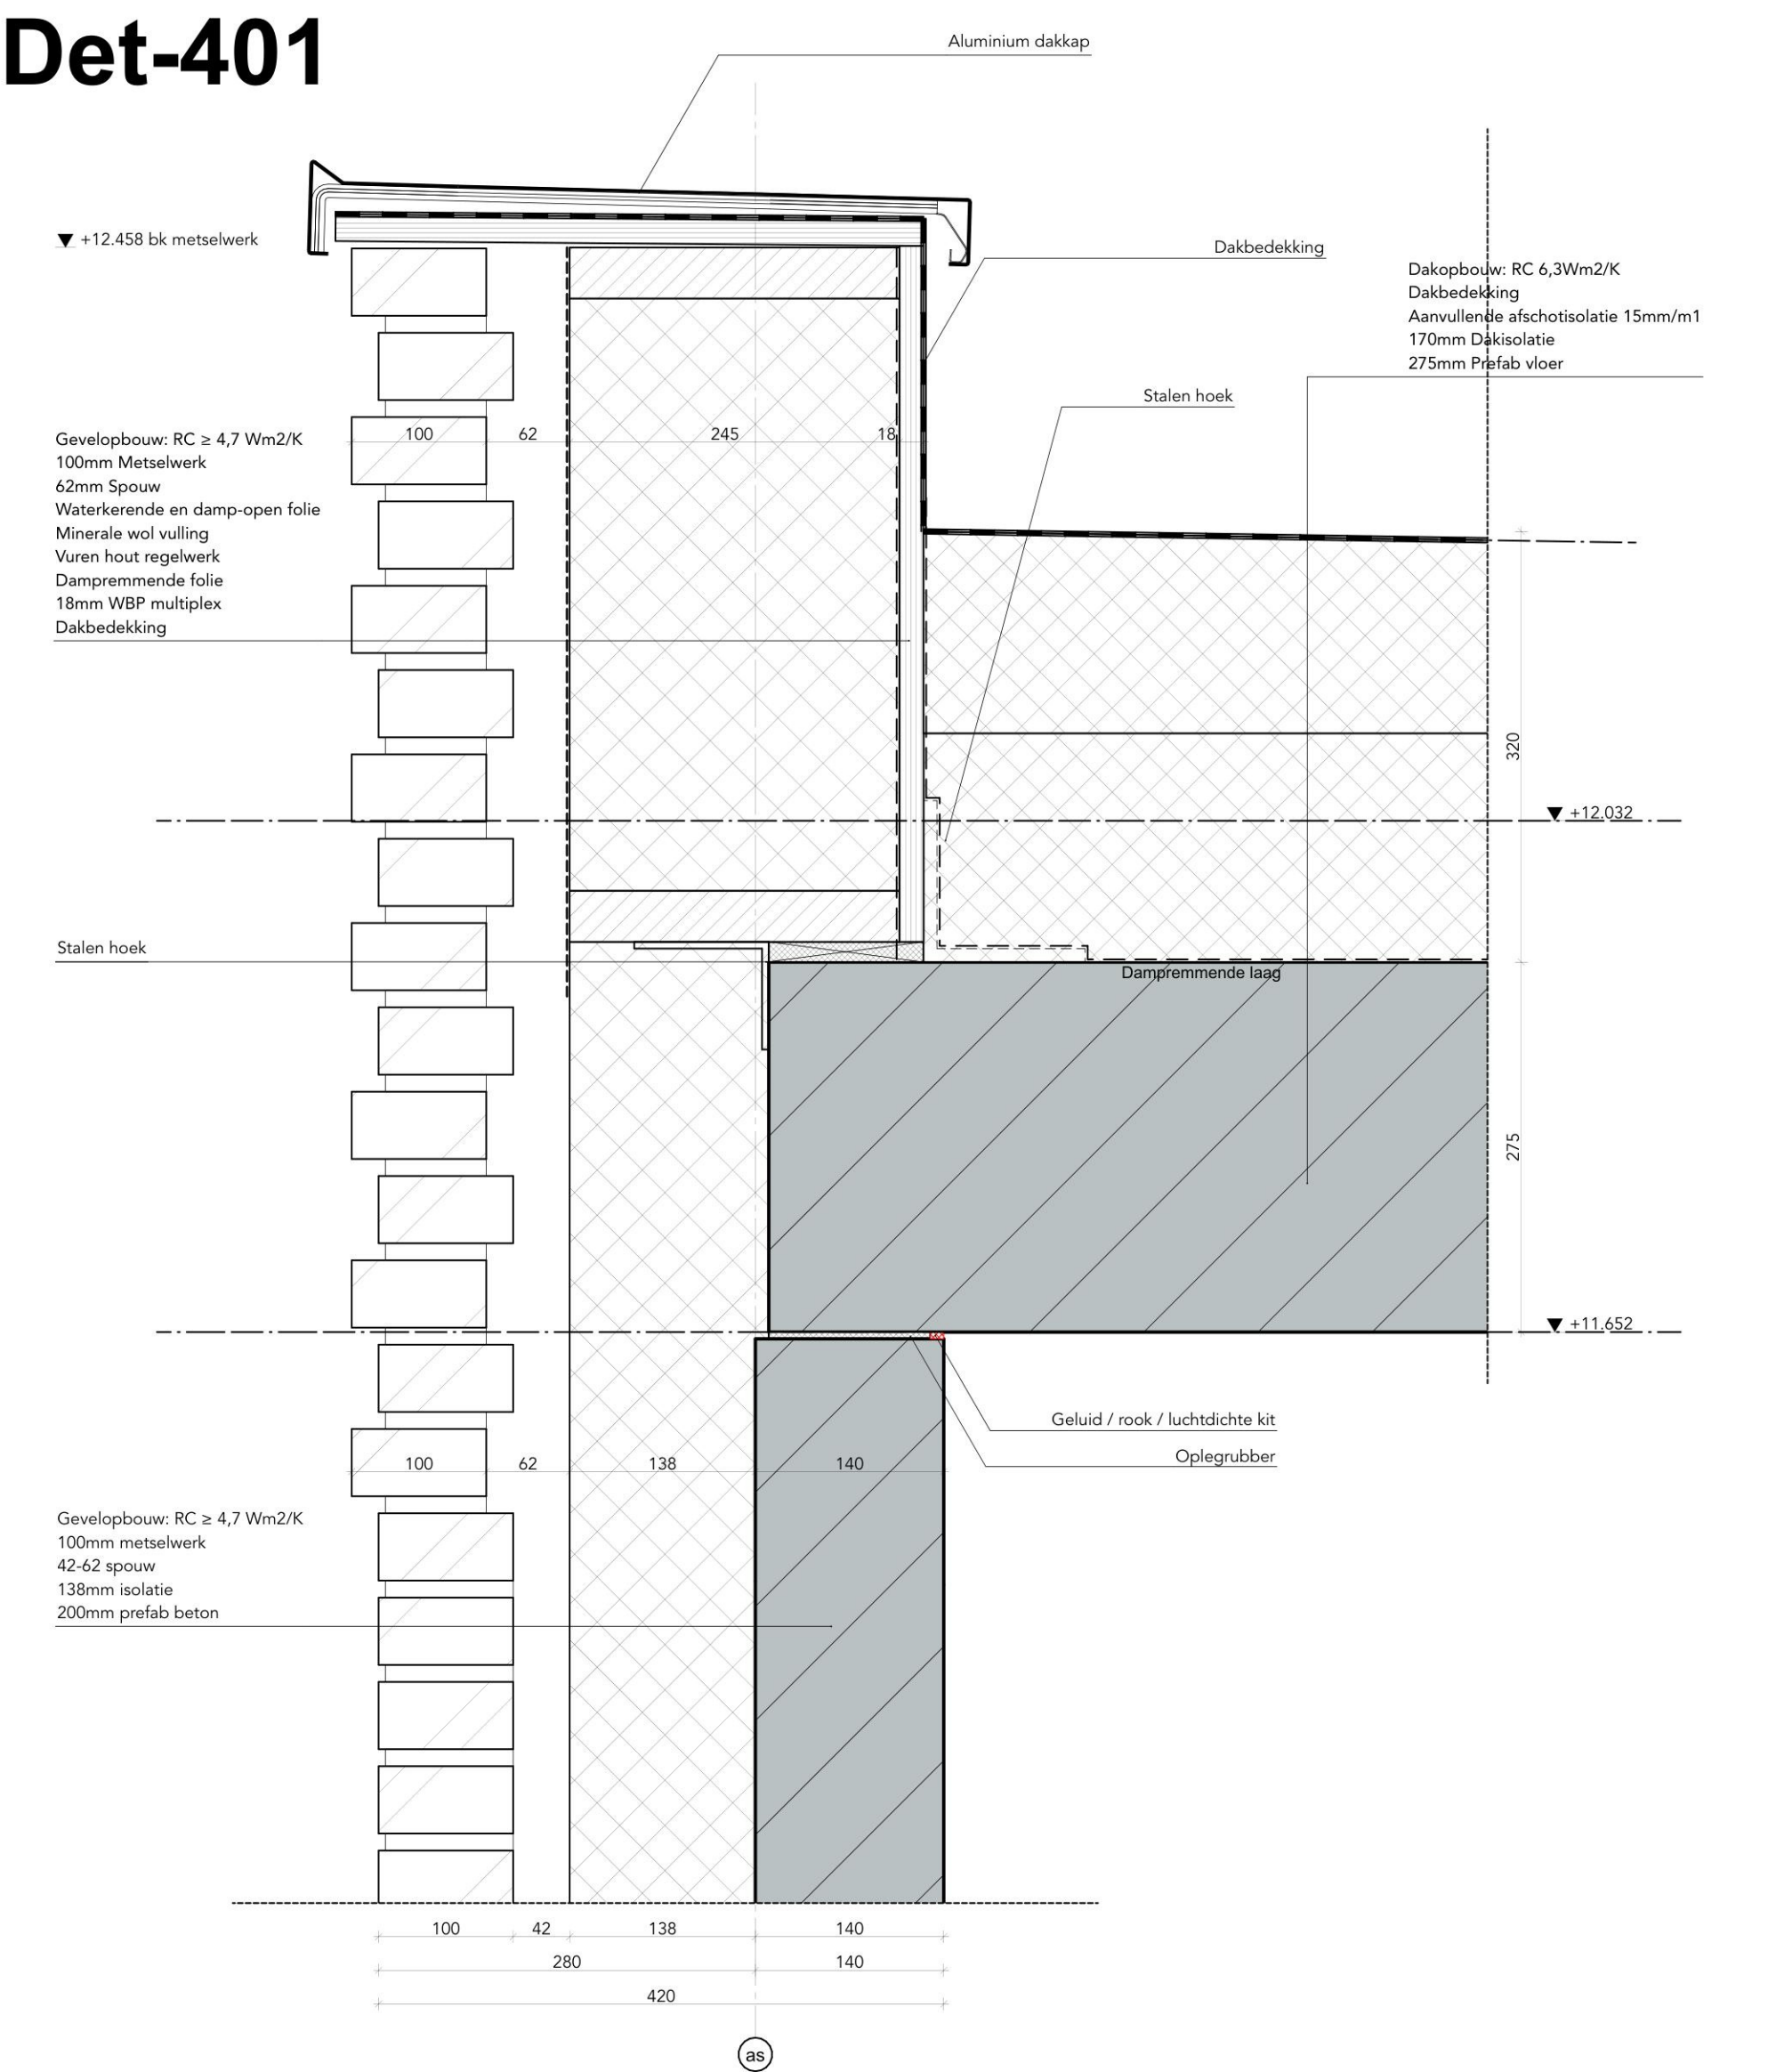 Det-401
Aluminium dakkap
+12.458 bk metselwerk
Dakbedekking
Dakopbouw: RC 6,3Wm2/K
Dakbedekking
Aanvullende afschotisolatie 15mm/m1
170mm Dakisolatie
275mm Prefab vloer
Stalen hoek
Gevelopbouw: RC ≥ 4,7 Wm2/K
100mm Metselwerk
62mm Spouw
Waterkerende en damp-open folie
Minerale wol vulling
Vuren hout regelwerk
Dampremmende folie
18mm WBP multiplex
Dakbedekking
100 62 245 18
320
+12.032
Stalen hoek
Dampremmende laag
275
+11.652
Geluid / rook / luchtdichte kit
Oplegrubber
100 62 138 140
Gevelopbouw: RC ≥ 4,7 Wm2/K
100mm metselwerk
42-62 spouw
138mm isolatie
200mm prefab beton
100 42 138 140
280 140
420
as